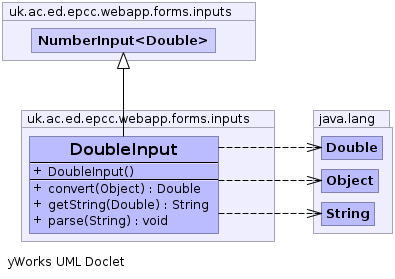 uk.ac.ed.epcc.webapp.forms.inputs
NumberInput<Double>
uk.ac.ed.epcc.webapp.forms.inputs
DoubleInput
+ DoubleInput()
+ convert(Object) : Double
+ getString(Double) : String
+ parse(String) : void
java.lang
Double
Object
String
yWorks UML Doclet